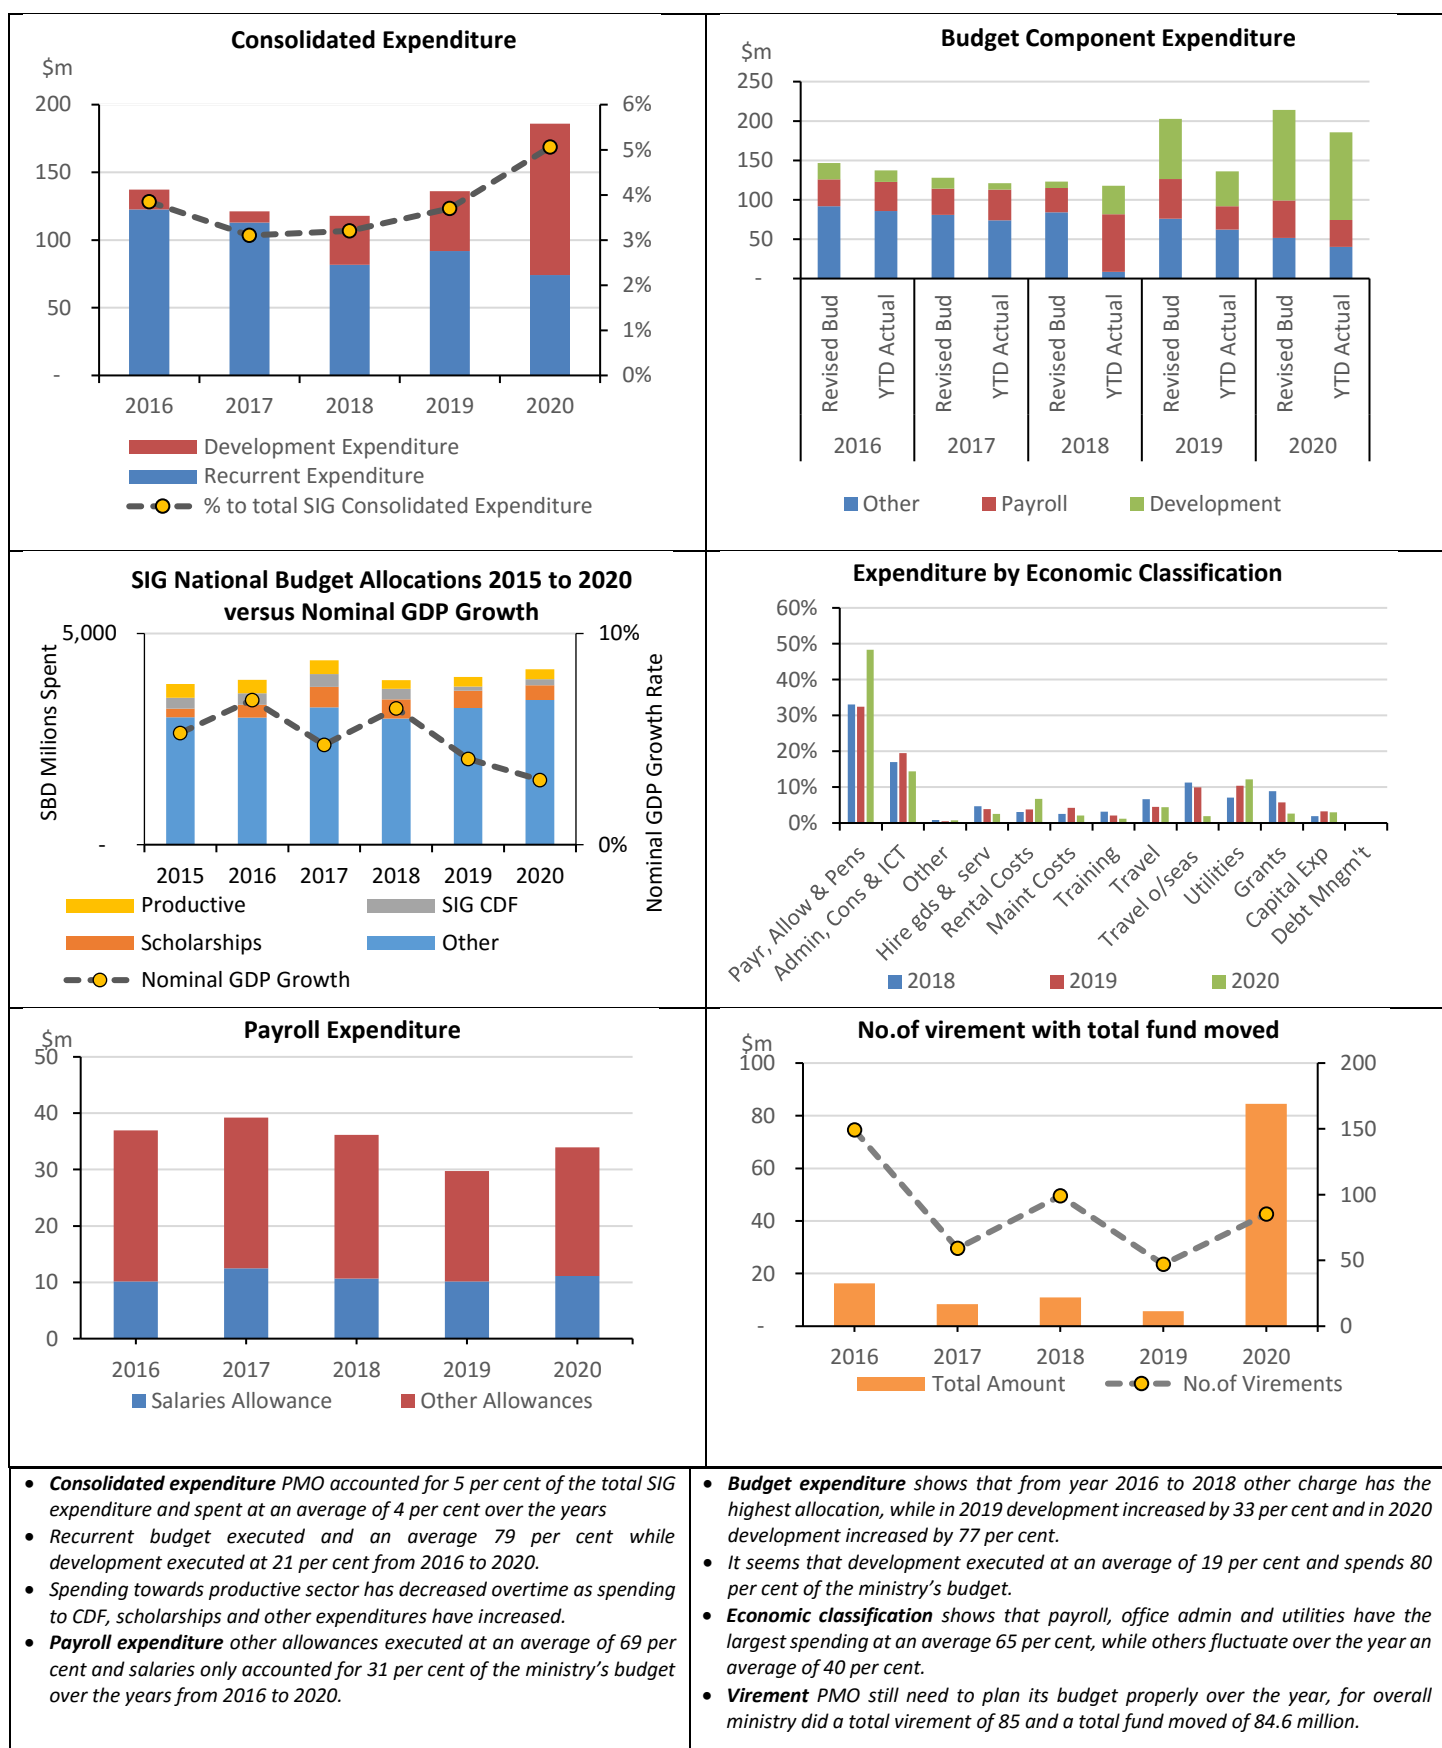 Consolidated Expenditure
$m
200
150
100
50
-
6%
5%
4%
3%
2%
1%
0%
2016 2017 2018 2019 2020
Development Expenditure
Recurrent Expenditure
% to total SIG Consolidated Expenditure
Budget Component Expenditure
$m
250
200
150
100
50
-
Revised Bud
YTD Actual
Revised Bud
YTD Actual
Revised Bud
YTD Actual
Revised Bud
YTD Actual
Revised Bud
YTD Actual
2016 2017 2018 2019 2020
Other Payroll Development
SIG National Budget Allocations 2015 to 2020
versus Nominal GDP Growth
SBD Milions Spent
5,000
-
10%
0%
Nominal GDP Growth Rate
2015 2016 2017 2018 2019 2020
Productive SIG CDF
Scholarships Other
Nominal GDP Growth
Expenditure by Economic Classification
60%
50%
40%
30%
20%
10%
0%
Payr, Allow & Pens
Admin, Cons & ICT
Other
Hire gds & serv
Rental Costs
Maint Costs
Training
Travel
Travel o/seas
Utilities
Grants
Capital Exp
Debt Mngm't
2018 2019 2020
Payroll Expenditure
$m
50
40
30
20
10
0
2016 2017 2018 2019 2020
Salaries Allowance Other Allowances
No.of virement with total fund moved
$m
100
80
60
40
20
-
200
150
100
50
0
2016 2017 2018 2019 2020
Total Amount No.of Virements
• Consolidated expenditure PMO accounted for 5 per cent of the total SIG
expenditure and spent at an average of 4 per cent over the years
• Recurrent budget executed and an average 79 per cent while
development executed at 21 per cent from 2016 to 2020.
• Spending towards productive sector has decreased overtime as spending
to CDF, scholarships and other expenditures have increased.
• Payroll expenditure other allowances executed at an average of 69 per
cent and salaries only accounted for 31 per cent of the ministry's budget
over the years from 2016 to 2020.
• Budget expenditure shows that from year 2016 to 2018 other charge has the
highest allocation, while in 2019 development increased by 33 per cent and in 2020
development increased by 77 per cent.
• It seems that development executed at an average of 19 per cent and spends 80
per cent of the ministry's budget.
• Economic classification shows that payroll, office admin and utilities have the
largest spending at an average 65 per cent, while others fluctuate over the year an
average of 40 per cent.
• Virement PMO still need to plan its budget properly over the year, for overall
ministry did a total virement of 85 and a total fund moved of 84.6 million.